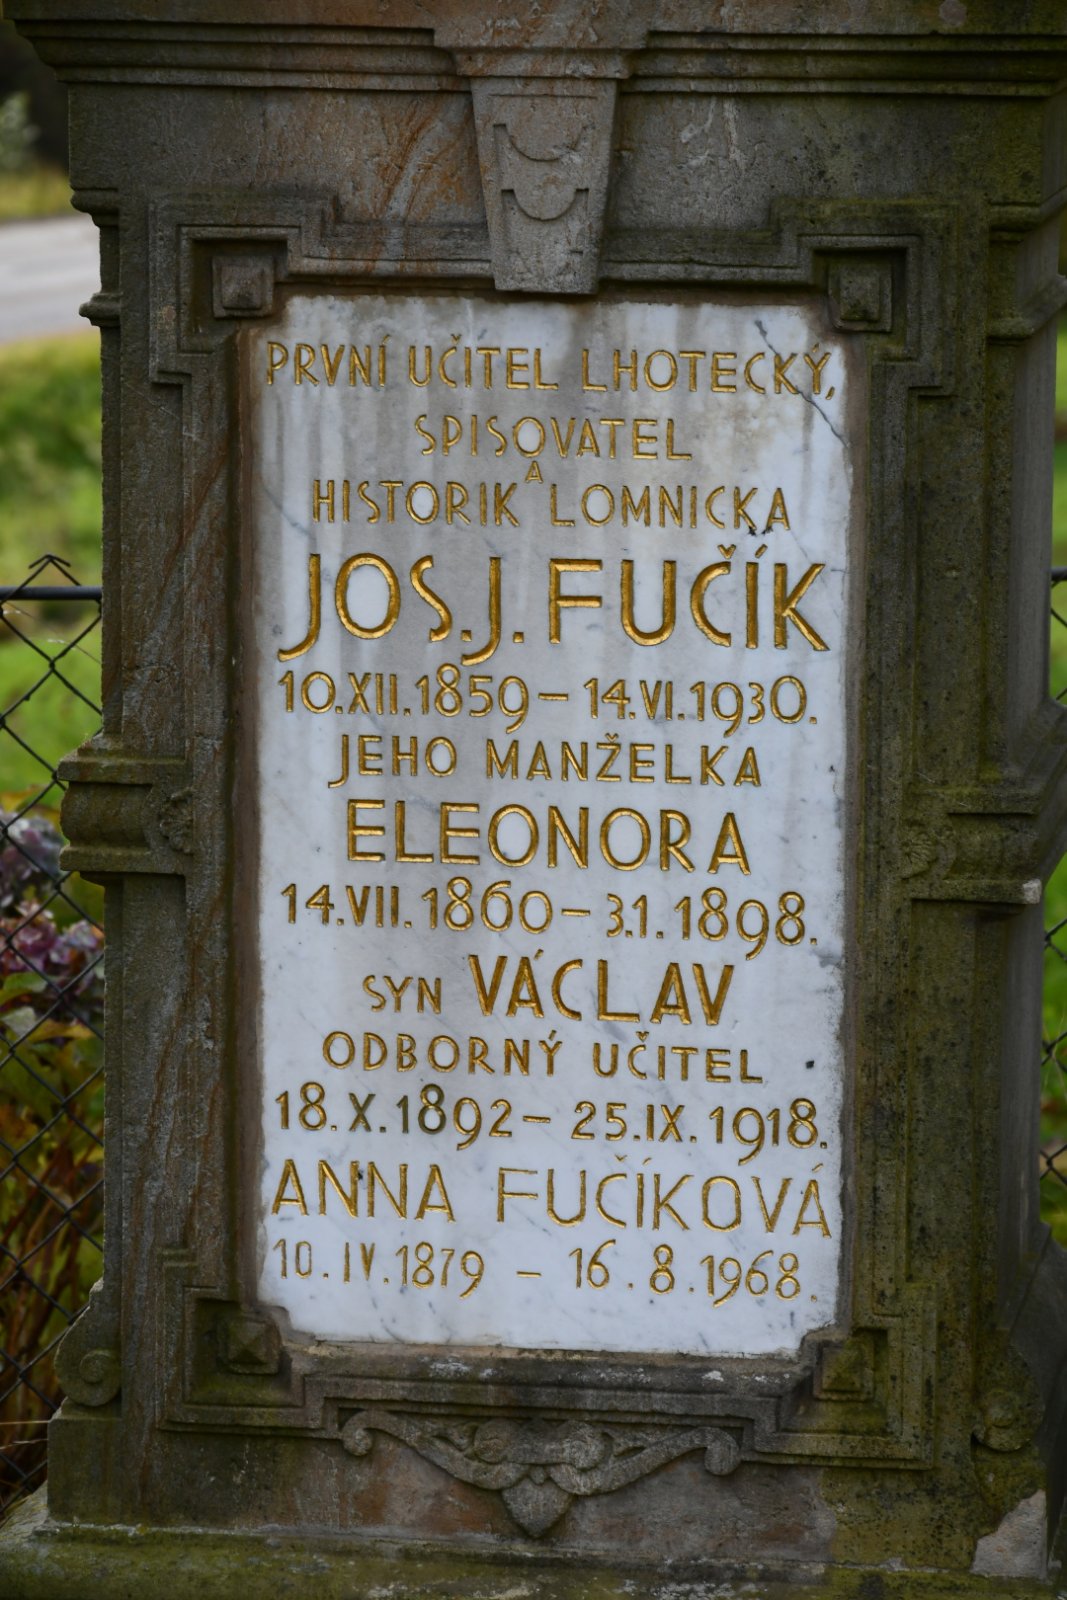 PRVNÍ UČITEL LHOTECKÝ,
SPISOVATEL
A
HISTORIK LOMNICKA
JOS. J. FUČÍK
10. XII. 1859 – 14. VI. 1930.
JEHO MANŽELKA
ELEONORA
14. VII. 1860 – 3.1. 1898.
SYN VÁCLAV
ODBORNÝ UČITEL
18. X. 1892 – 25. IX. 1918.
ANNA FUČÍKOVÁ
10. IV. 1879 – 16. 8. 1968.